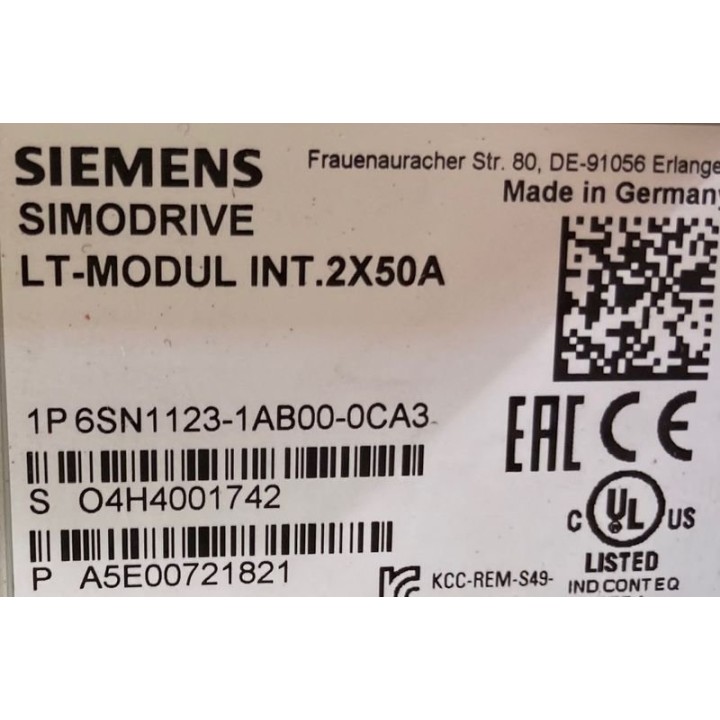 SIEMENS
Frauenauracher Str. 80, DE-91056 Erlange
Made in Germany
SIMODRIVE
LT-MODUL INT.2X50A
1P 6SN1123-1AB00-0CA3
EAC CE
S O4H4001742
C UL US
LISTED
IND.CONT.EQ
P A5E00721821
KCC-REM-S49-